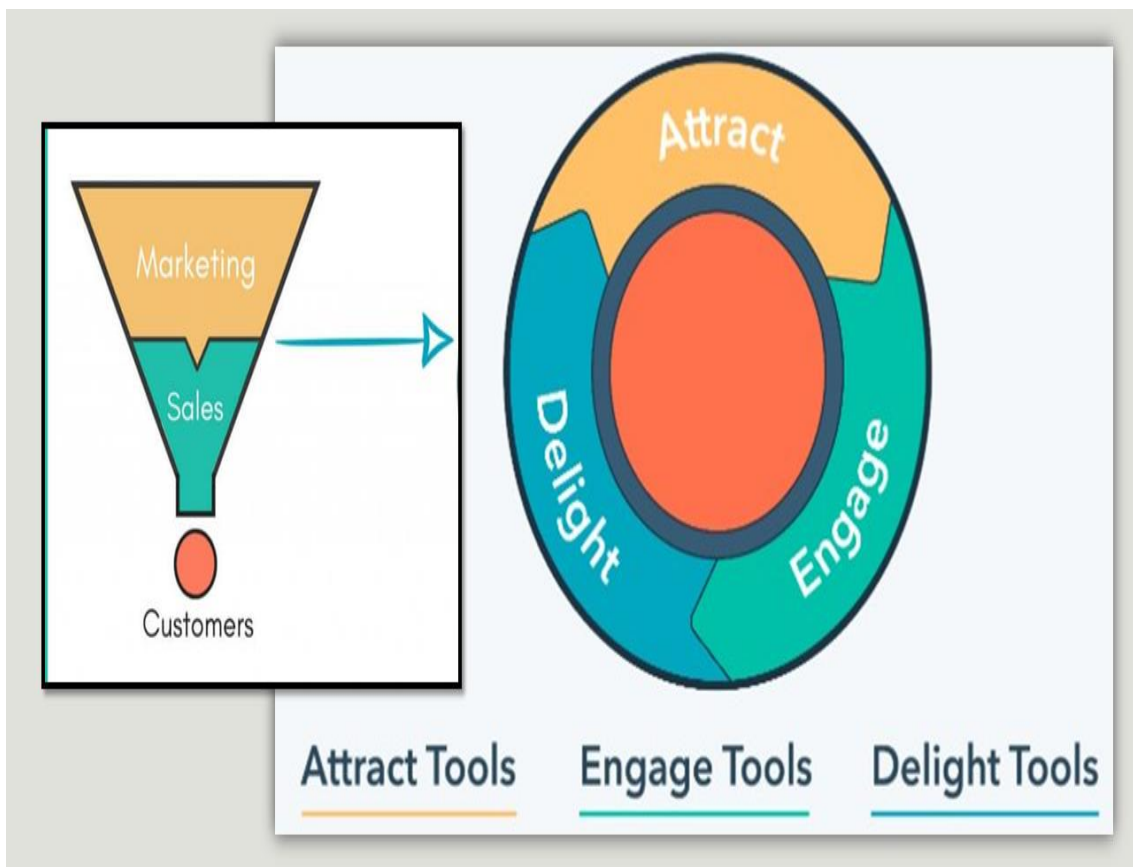 Marketing
Sales
Customers
Attract
Engage
Delight
Attract Tools
Engage Tools
Delight Tools